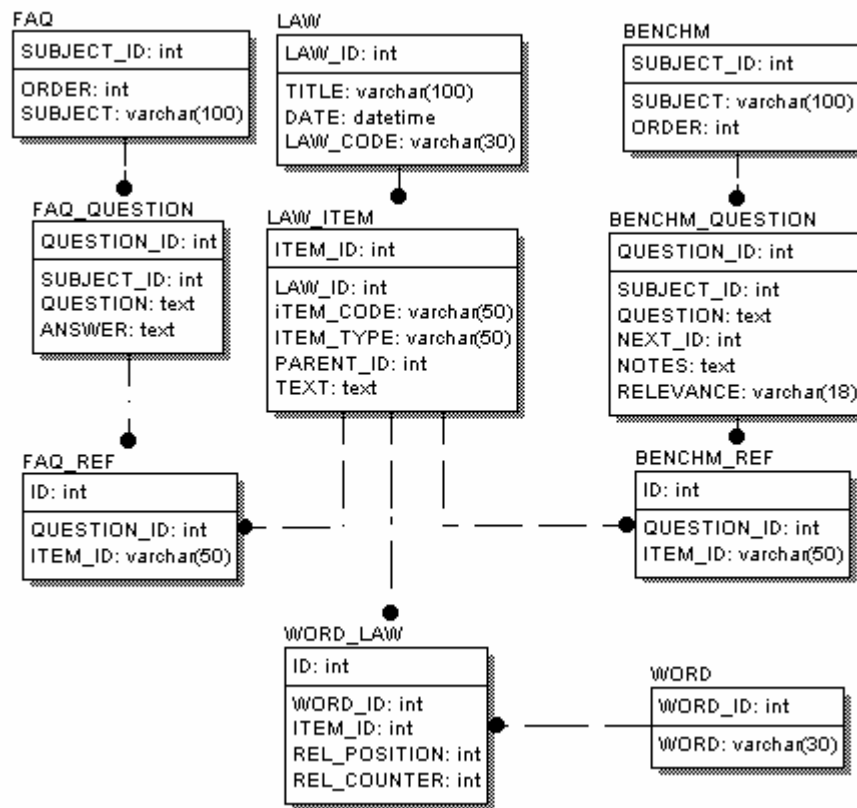 FAQ
SUBJECT_ID: int
ORDER: int
SUBJECT: varchar(100)
LAW
LAW_ID: int
TITLE: varchar(100)
DATE: datetime
LAW_CODE: varchar(30)
BENCHM
SUBJECT_ID: int
SUBJECT: varchar(100)
ORDER: int
FAQ_QUESTION
QUESTION_ID: int
SUBJECT_ID: int
QUESTION: text
ANSWER: text
LAW_ITEM
ITEM_ID: int
LAW_ID: int
iTEM_CODE: varchar(50)
ITEM_TYPE: varchar(50)
PARENT_ID: int
TEXT: text
BENCHM_QUESTION
QUESTION_ID: int
SUBJECT_ID: int
QUESTION: text
NEXT_ID: int
NOTES: text
RELEVANCE: varchar(18)
FAQ_REF
ID: int
QUESTION_ID: int
ITEM_ID: varchar(50)
BENCHM_REF
ID: int
QUESTION_ID: int
ITEM_ID: varchar(50)
WORD_LAW
ID: int
WORD_ID: int
ITEM_ID: int
REL_POSITION: int
REL_COUNTER: int
WORD
WORD_ID: int
WORD: varchar(30)